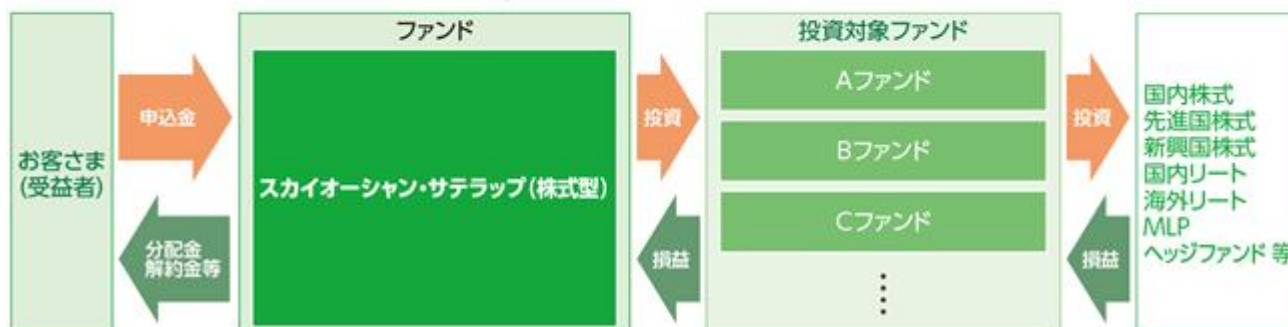 お客さま
(受益者)
申込金
分配金
解約金等
ファンド
スカイオーシャン・サテラップ(株式型)
投資
損益
投資対象ファンド
Aファンド
Bファンド
Cファンド
投資
損益
国内株式
先進国株式
新興国株式
国内リート
海外リート
MLP
ヘッジファンド 等